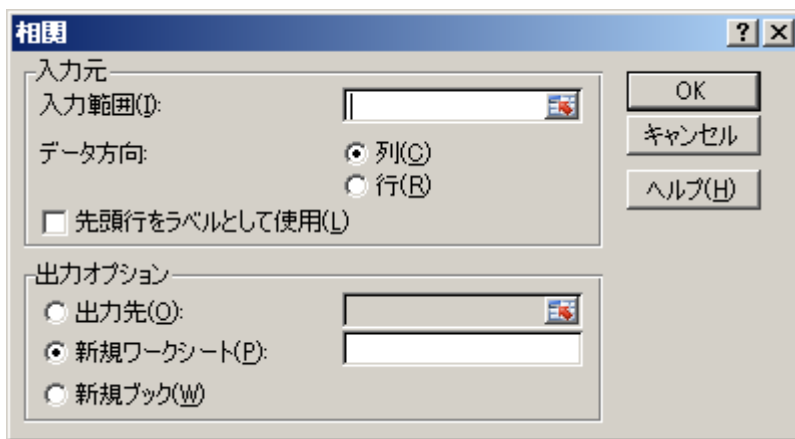 相関
入力元
入力範囲(I):
データ方向:
列(C)
行(R)
先頭行をラベルとして使用(L)
OK
キャンセル
ヘルプ(H)
出力オプション
出力先(O):
新規ワークシート(P):
新規ブック(W)